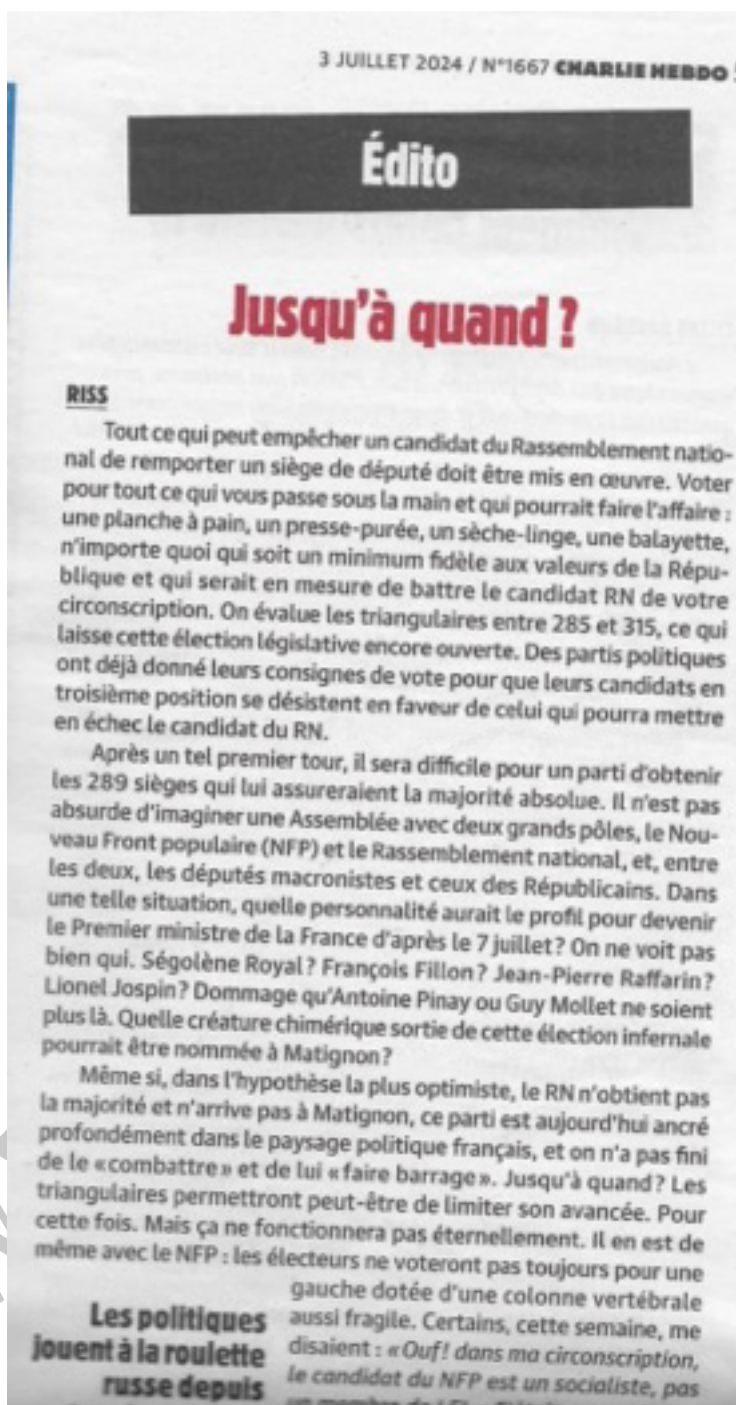 3 JUILLET 2024 / N°1667 CHARLIE HEBDO
Édito
Jusqu'à quand ?
RISS
Tout ce qui peut empêcher un candidat du Rassemblement natio-
nal de remporter un siège de député doit être mis en œuvre. Voter
pour tout ce qui vous passe sous la main et qui pourrait faire l'affaire :
une planche à pain, un presse-purée, un sèche-linge, une balayette,
n'importe quoi qui soit un minimum fidèle aux valeurs de la Répu-
blique et qui serait en mesure de battre le candidat RN de votre
circonscription. On évalue les triangulaires entre 285 et 315, ce qui
laisse cette élection législative encore ouverte. Des partis politiques
ont déjà donné leurs consignes de vote pour que leurs candidats en
troisième position se désistent en faveur de celui qui pourra mettre
en échec le candidat du RN.
Après un tel premier tour, il sera difficile pour un parti d'obtenir
les 289 sièges qui lui assureraient la majorité absolue. Il n'est pas
absurde d'imaginer une Assemblée avec deux grands pôles, le Nou-
veau Front populaire (NFP) et le Rassemblement national, et, entre
les deux, les députés macronistes et ceux des Républicains. Dans
une telle situation, quelle personnalité aurait le profil pour devenir
le Premier ministre de la France d'après le 7 juillet ? On ne voit pas
bien qui. Ségolène Royal ? François Fillon ? Jean-Pierre Raffarin ?
Lionel Jospin ? Dommage qu'Antoine Pinay ou Guy Mollet ne soient
plus là. Quelle créature chimérique sortie de cette élection infernale
pourrait être nommée à Matignon ?
Même si, dans l'hypothèse la plus optimiste, le RN n'obtient pas
la majorité et n'arrive pas à Matignon, ce parti est aujourd'hui ancré
profondément dans le paysage politique français, et on n'a pas fini
de le «combattre» et de lui «faire barrage». Jusqu'à quand ? Les
triangulaires permettront peut-être de limiter son avancée. Pour
cette fois. Mais ça ne fonctionnera pas éternellement. Il en est de
même avec le NFP : les électeurs ne voteront pas toujours pour une
gauche dotée d'une colonne vertébrale
aussi fragile. Certains, cette semaine, me
disaient : «Ouf! dans ma circonscription,
le candidat du NFP est un socialiste, pas
un membre de
Les politiques
jouent à la roulette
russe depuis